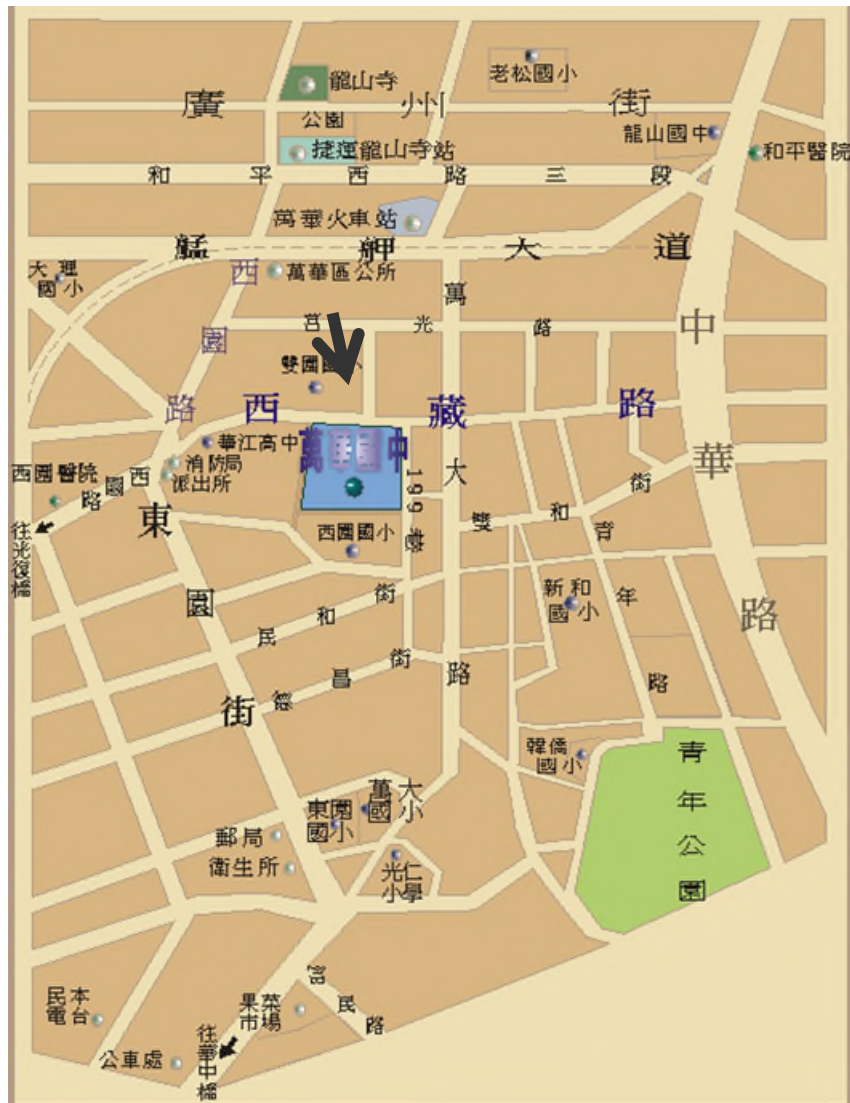 龍山寺
老松國小
廣州街
公園
龍山國中
捷運龍山寺站
和平醫院
和平西路三段
萬華火車站
艋舺大道
大理
國小
西園路
萬華區公所
萬大路
莒光路
中華路
雙園國小
西藏路
華江高中
萬華國中
消防局
派出所
西園醫院
西園路
往光復橋
199巷
東園街
西園國小
雙和街
青年路
新和
國小
民和街
德昌街
韓僑
國小
青年公園
萬大
國小
東園
國小
郵局
衛生所
光仁
小學
民本
電台
果菜
市場
民路
往華中橋
公車處